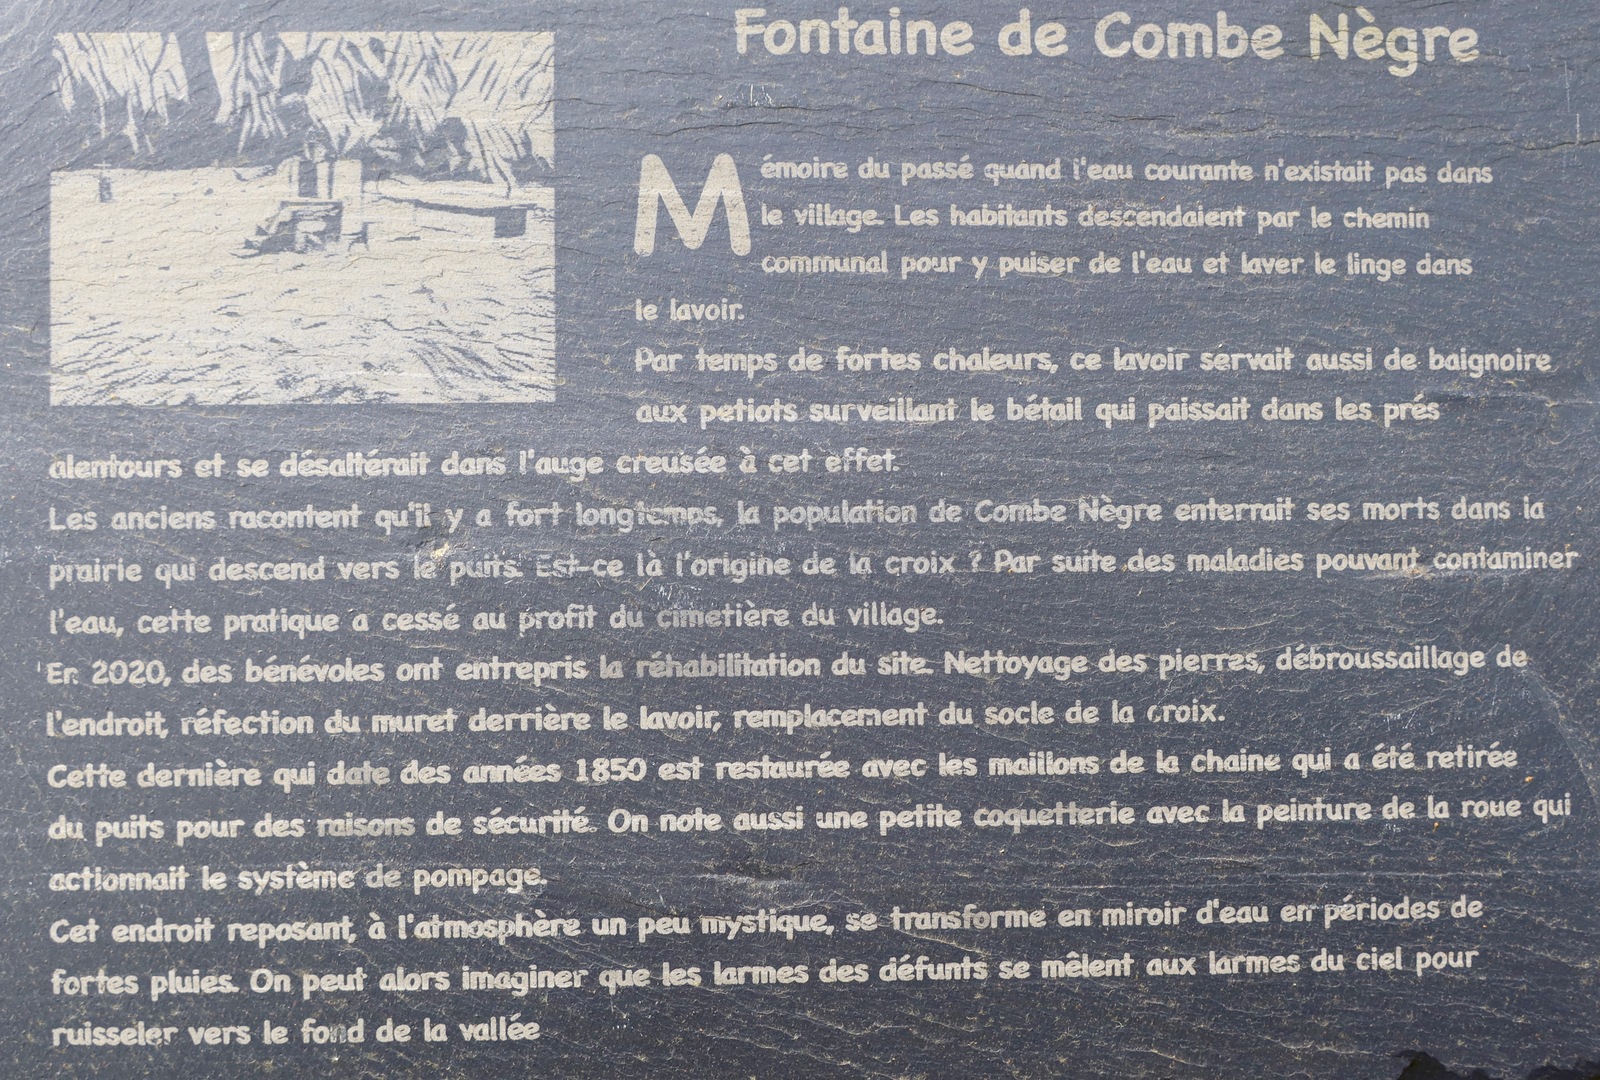 Fontaine de Combe Nègre
Mémoire du passé quand l'eau courante n'existait pas dans
le village. Les habitants descendaient par le chemin
communal pour y puiser de l'eau et laver le linge dans
le lavoir.
Par temps de fortes chaleurs, ce lavoir servait aussi de baignoire
aux petiots surveillant le bétail qui paissait dans les prés
alentours et se désaltérait dans l'auge creusée à cet effet.
Les anciens racontent qu'il y a fort longtemps, la population de Combe Nègre enterrait ses morts dans la
prairie qui descend vers le puits. Est-ce là l'origine de la croix ? Par suite des maladies pouvant contaminer
l'eau, cette pratique a cessé au profit du cimetière du village.
En 2020, des bénévoles ont entrepris la réhabilitation du site. Nettoyage des pierres, débroussaillage de
l'endroit, réfection du muret derrière le lavoir, remplacement du socle de la croix.
Cette dernière qui date des années 1850 est restaurée avec les maillons de la chaine qui a été retirée
du puits pour des raisons de sécurité. On note aussi une petite coquetterie avec la peinture de la roue qui
actionnait le système de pompage.
Cet endroit reposant, à l'atmosphère un peu mystique, se transforme en miroir d'eau en périodes de
fortes pluies. On peut alors imaginer que les larmes des défunts se mêlent aux larmes du ciel pour
ruisseler vers le fond de la vallée